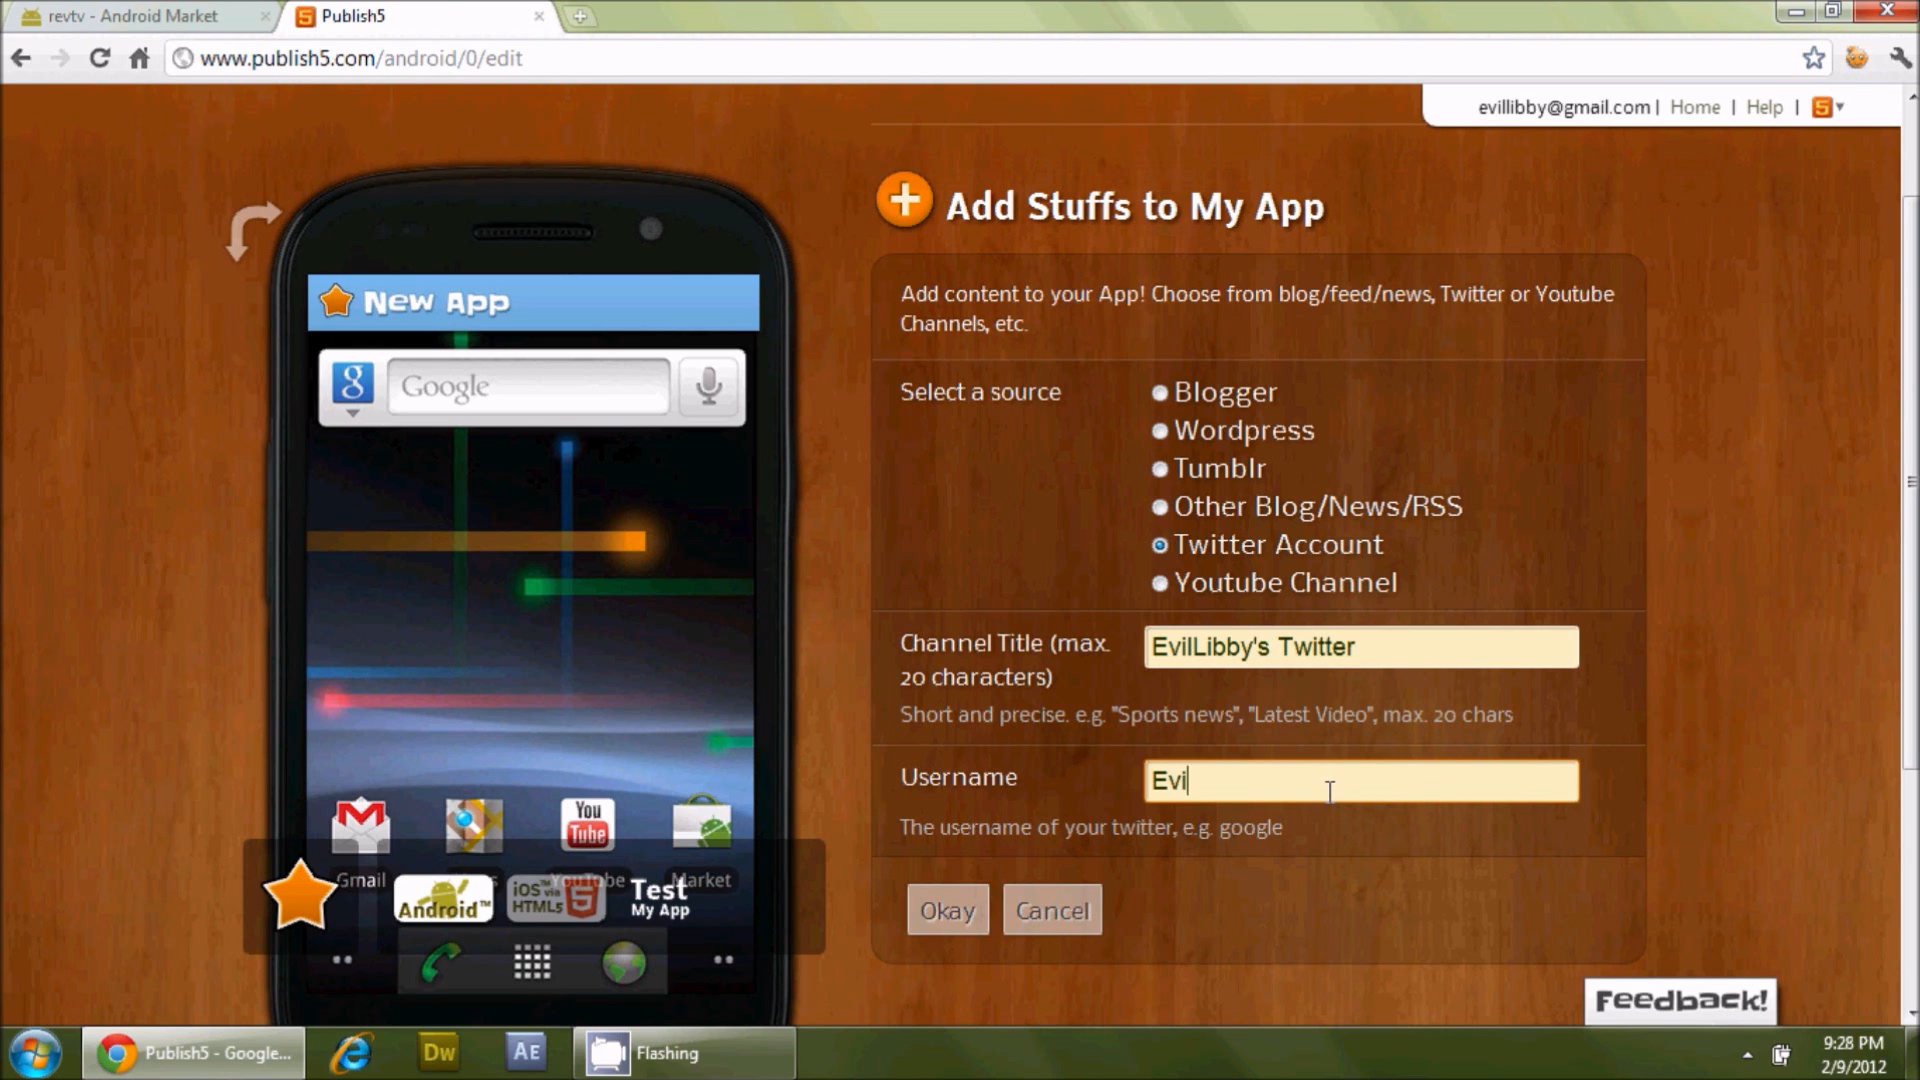 revtv - Android Market
Publish5
www.publish5.com/android/0/edit
evillibby@gmail.com | Home | Help |
Add Stuffs to My App
New App
Google
Add content to your App! Choose from blog/feed/news, Twitter or Youtube
Channels, etc.
Select a source
Blogger
Wordpress
Tumblr
Other Blog/News/RSS
Twitter Account
Youtube Channel
Channel Title (max.
20 characters)
EvilLibby's Twitter
Short and precise. e.g. "Sports news", "Latest Video", max. 20 chars
Username
Evi
The username of your twitter, e.g. google
Okay
Cancel
You
Tube
Gmail
YouTube
Market
Android™
iOS™ via
HTML5
Test
My App
Feedback!
Publish5 - Google...
Dw
AE
Flashing
9:28 PM
2/9/2012